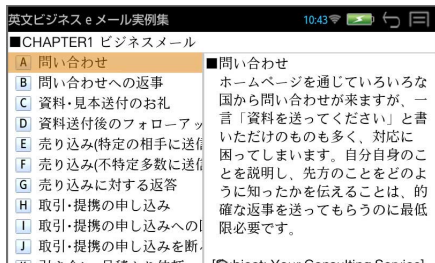 英文ビジネスeメール実例集 10:43
■CHAPTER1 ビジネスメール
A 問い合わせ
B 問い合わせへの返事
C 資料・見本送付のお礼
D 資料送付後のフォローアッ
E 売り込み(特定の相手に送信
F 売り込み(不特定多数に送信
G 売り込みに対する返答
H 取引・提携の申し込み
I 取引・提携の申し込みへの
J 取引・提携の申し込みを断
■問い合わせ
ホームページを通じていろいろな
国から問い合わせが来ますが、一
言「資料を送ってください」と書
いただけのものも多く、対応に
困ってしまいます。自分自身のこ
とを説明し、先方のことをどのよ
うに知ったかを伝えることは、的
確な返事を送ってもらうのに最低
限必要です。
Your Consulting Service]